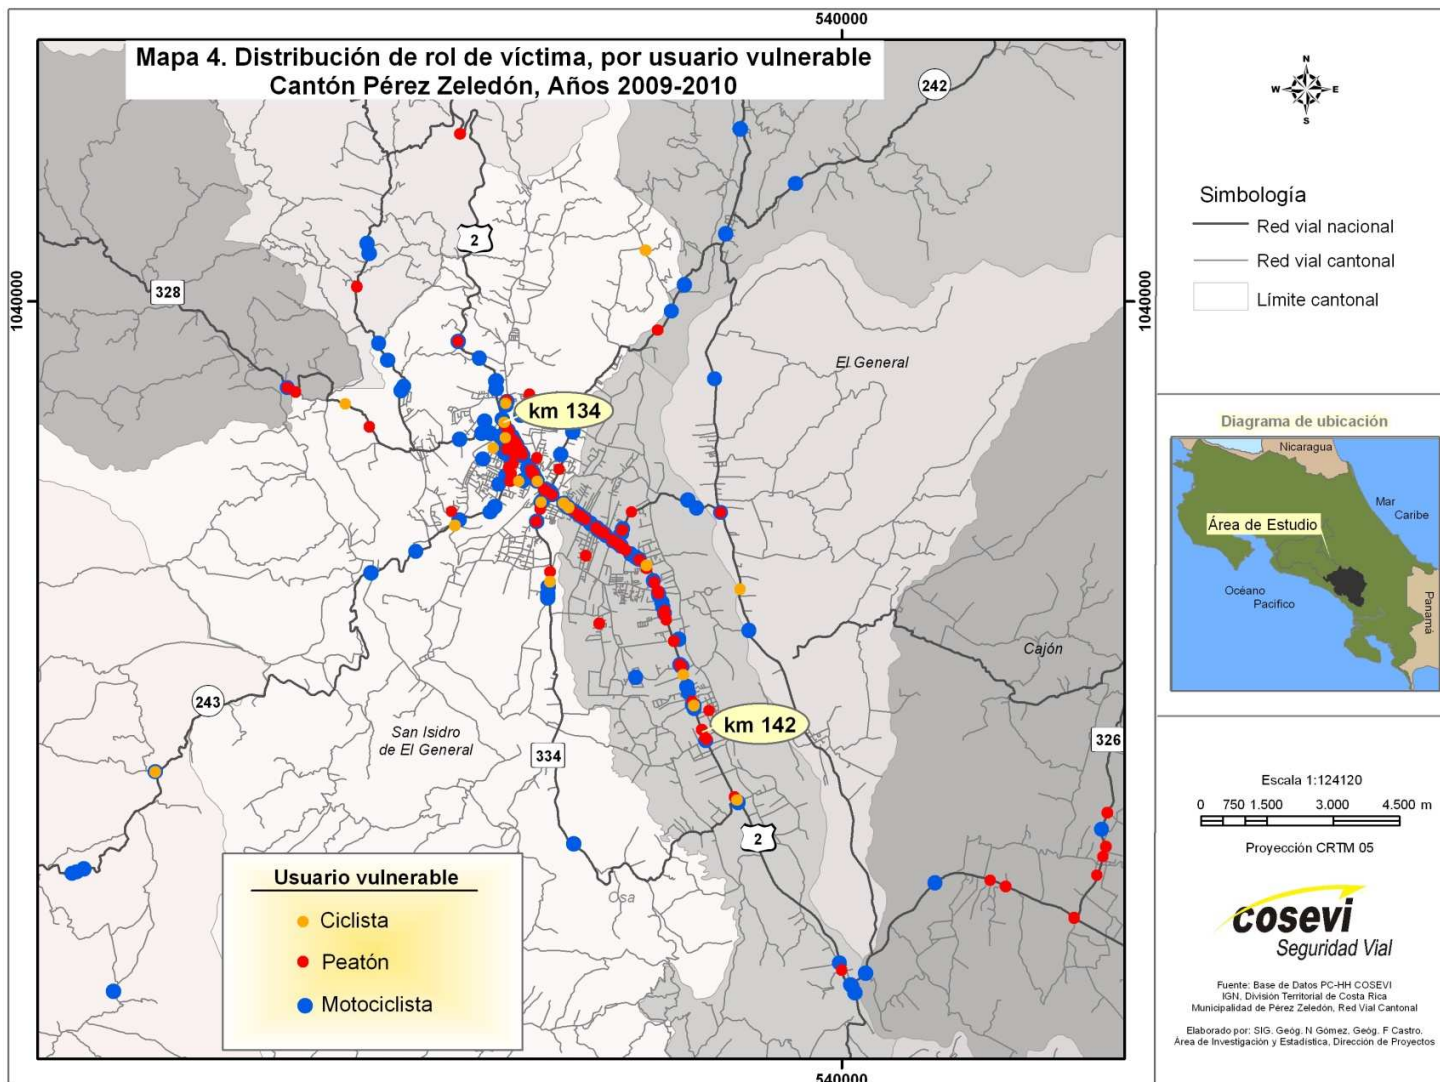 540000
Mapa 4. Distribución de rol de víctima, por usuario vulnerable
Cantón Pérez Zeledón, Años 2009-2010
242
2
328
1040000
1040000
El General
km 134
Cajón
243
San Isidro
de El General
334
km 142
326
2
Osa
Usuario vulnerable
Ciclista
Peatón
Motociclista
540000
N
W
E
S
Simbología
Red vial nacional
Red vial cantonal
Límite cantonal
Diagrama de ubicación
Nicaragua
Mar
Caribe
Área de Estudio
Océano
Pacifico
Panamá
Escala 1:124120
0 750 1.500 3.000 4.500 m
Proyección CRTM 05
cosevi
Seguridad Vial
Fuente: Base de Datos PC-HH COSEVI
IGN, División Territorial de Costa Rica
Municipalidad de Pérez Zeledón, Red Vial Cantonal
Elaborado por: SIG. Geóg. N Gómez. Geóg. F Castro.
Área de Investigación y Estadística, Dirección de Proyectos